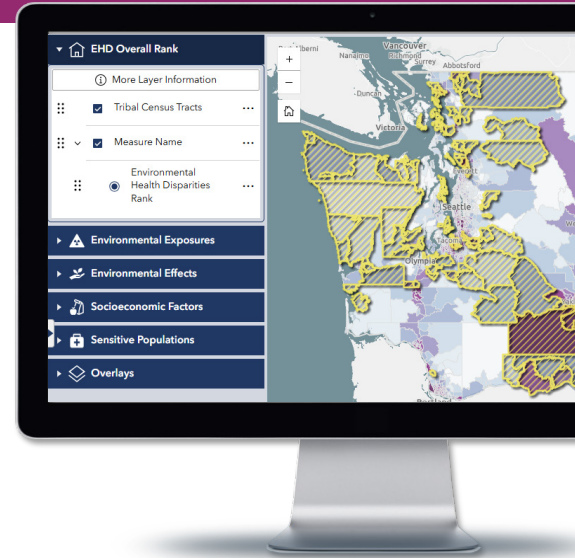 EHD Overall Rank
More Layer Information
Tribal Census Tracts
Measure Name
Environmental
Health Disparities
Rank
Environmental Exposures
Environmental Effects
Socioeconomic Factors
Sensitive Populations
Overlays
+
−
Vancouver
Nanaimo
Richmond
Surrey
Abbotsford
Duncan
Victoria
Everett
Seattle
Tacoma
Olympia